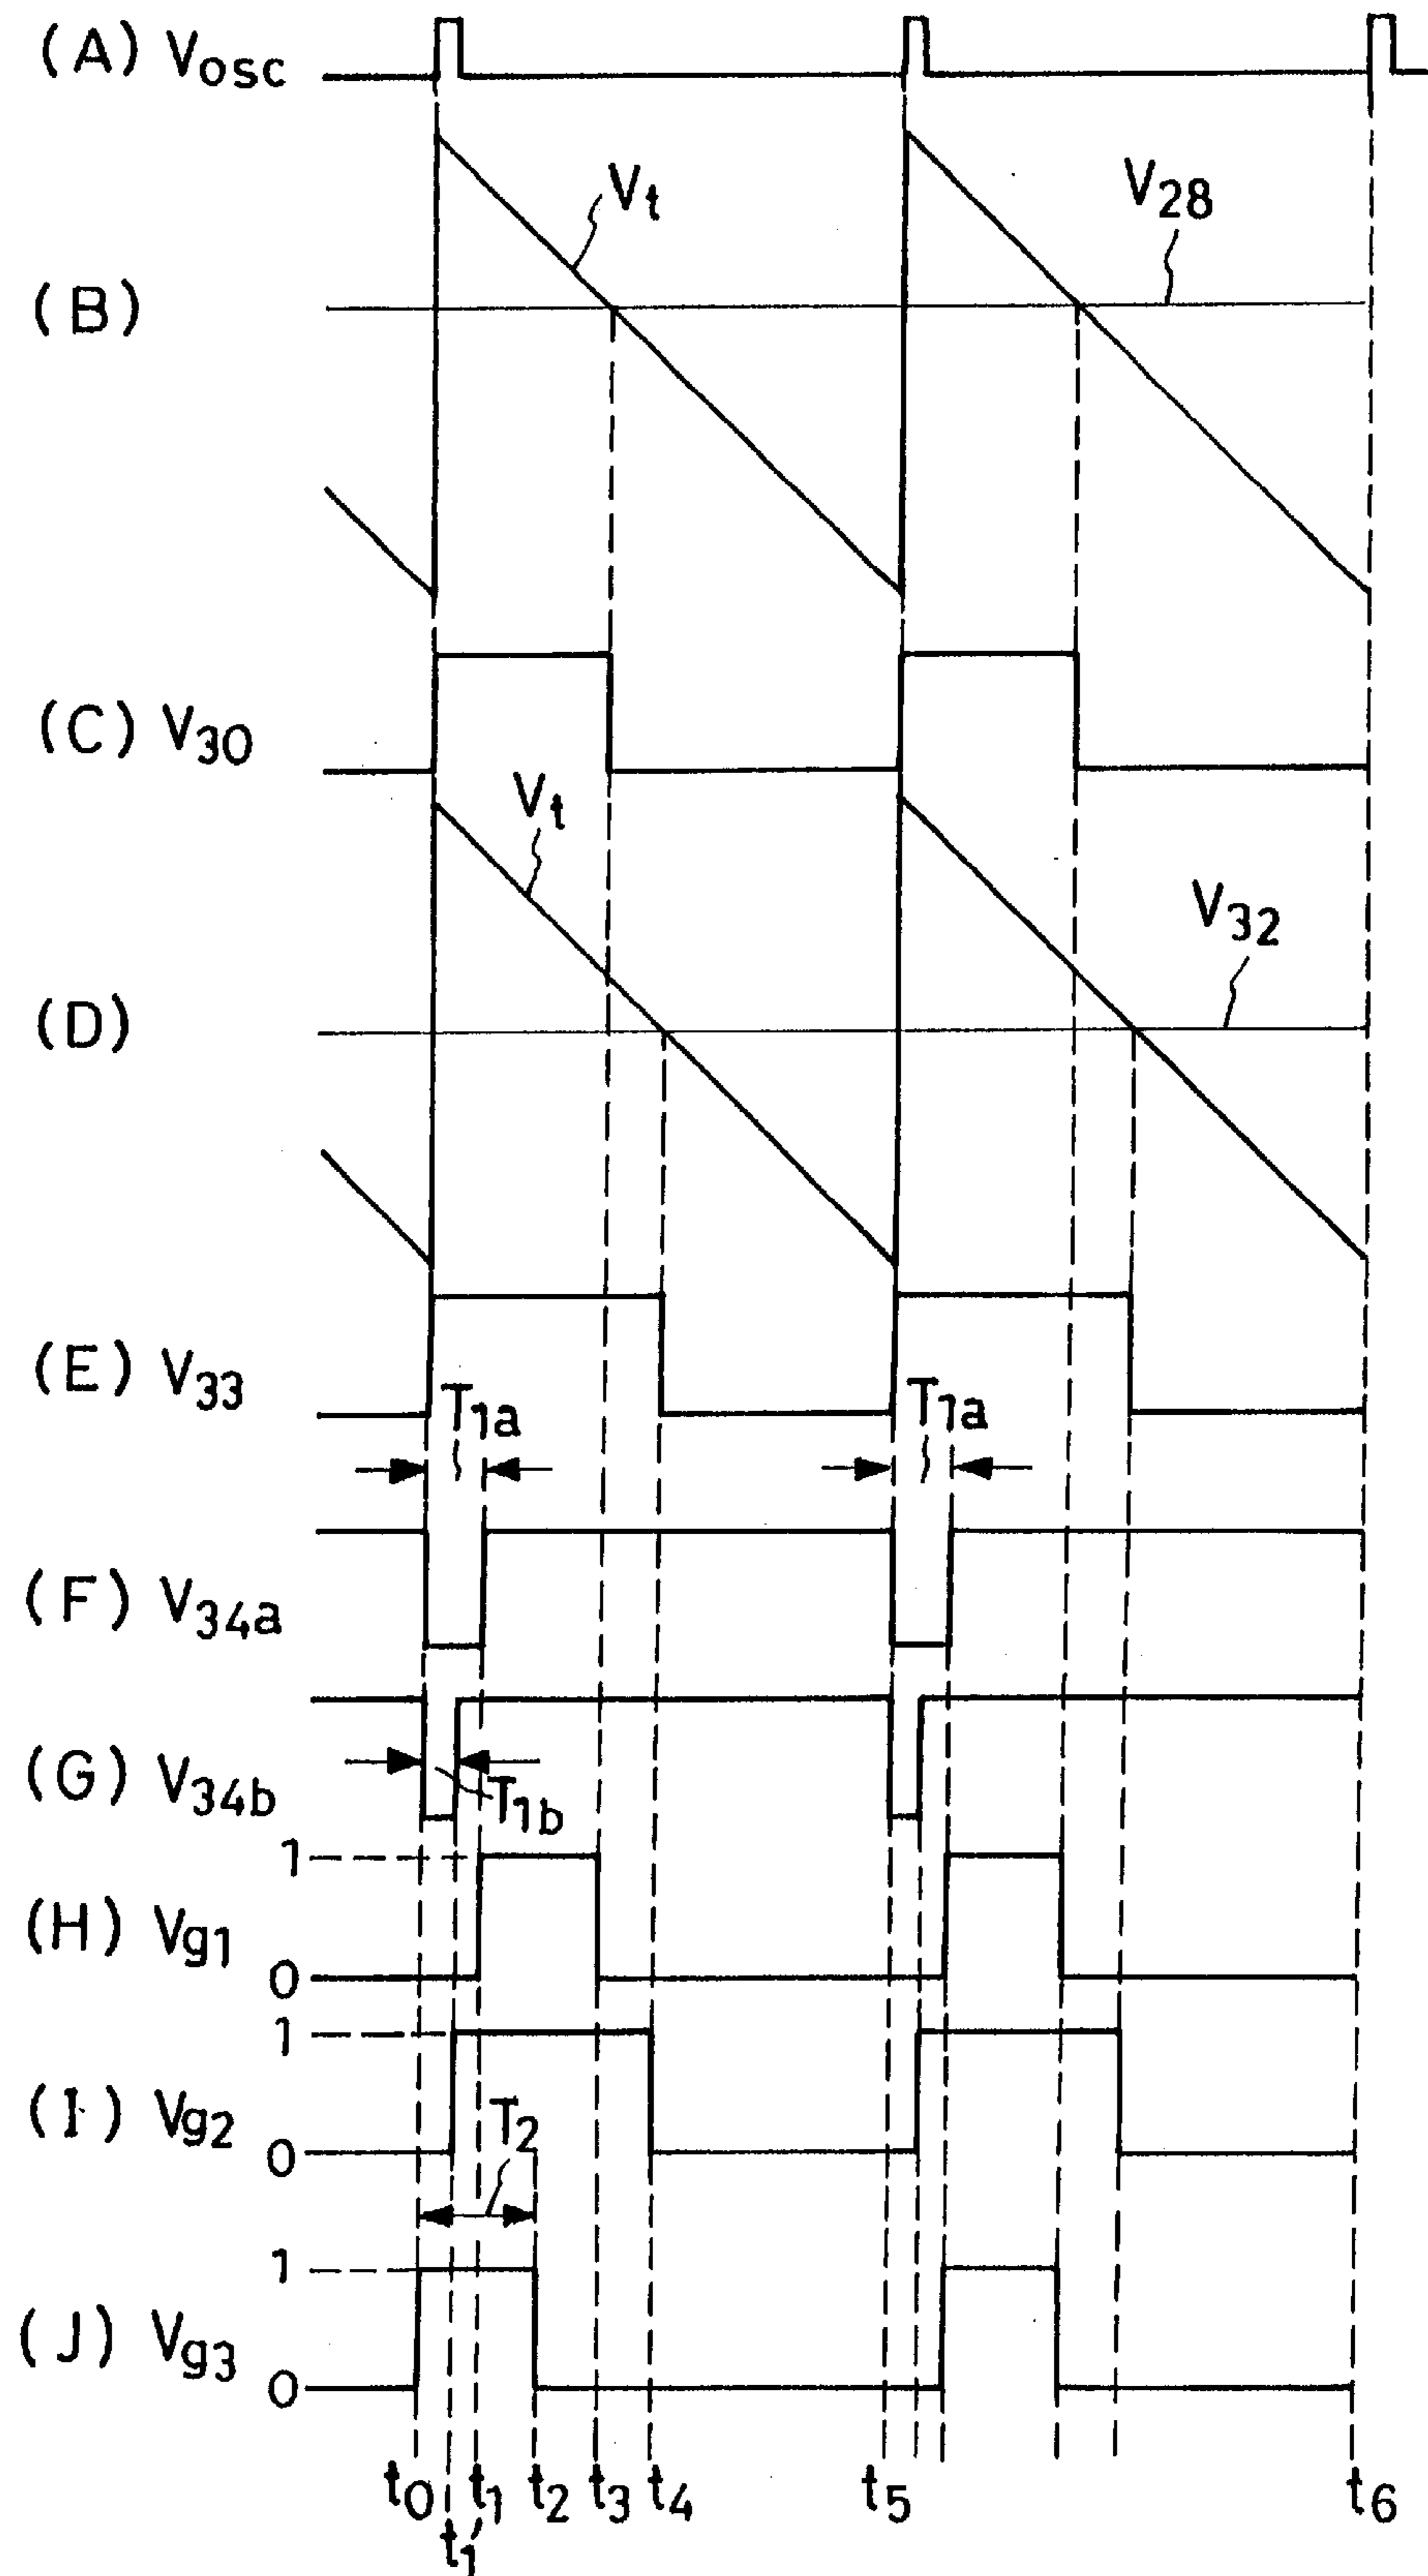 (A) Vosc
Vt
V28
(B)
(C) V30
Vt
V32
(D)
(E) V33
T1a
T1a
(F) V34a
(G) V34b
T1b
1
(H) Vg1
0
1
(I) Vg2
0
T2
1
(J) Vg3
0
t0 t1 t2 t3 t4 t5 t6
t1'